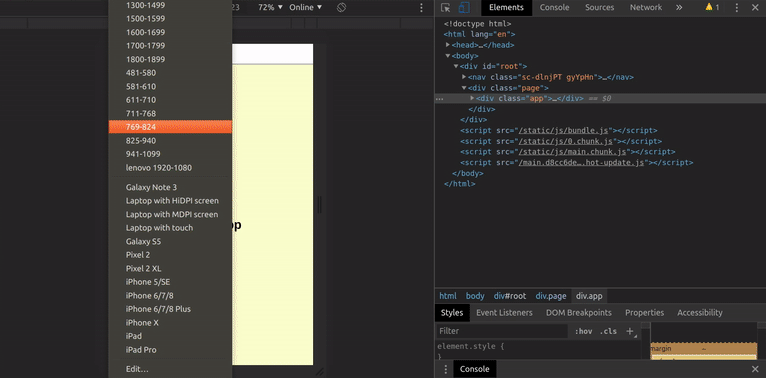 1300-1499
1500-1599
1600-1699
1700-1799
1800-1899
481-580
581-610
611-710
711-768
769-824
825-940
941-1099
lenovo 1920-1080
Galaxy Note 3
Laptop with HiDPI screen
Laptop with MDPI screen
Laptop with touch
Galaxy S5
Pixel 2
Pixel 2 XL
iPhone 5/SE
iPhone 6/7/8
iPhone 6/7/8 Plus
iPhone X
iPad
iPad Pro
Edit…
23 72% ▼ Online ▼
Elements Console Sources Network » 1
<!doctype html>
<html lang="en">
<head>…</head>
<body>
<div id="root">
<nav class="sc-dlnjPT gyYpHn">…</nav>
<div class="page">
<div class="app">…</div> == $0
</div>
</div>
<script src="/static/js/bundle.js"></script>
<script src="/static/js/0.chunk.js"></script>
<script src="/static/js/main.chunk.js"></script>
<script src="/main.d8cc6de….hot-update.js"></script>
</body>
</html>
html body div#root div.page div.app
Styles Event Listeners DOM Breakpoints Properties Accessibility
Filter :hov .cls +
element.style {
}
margin –
Console